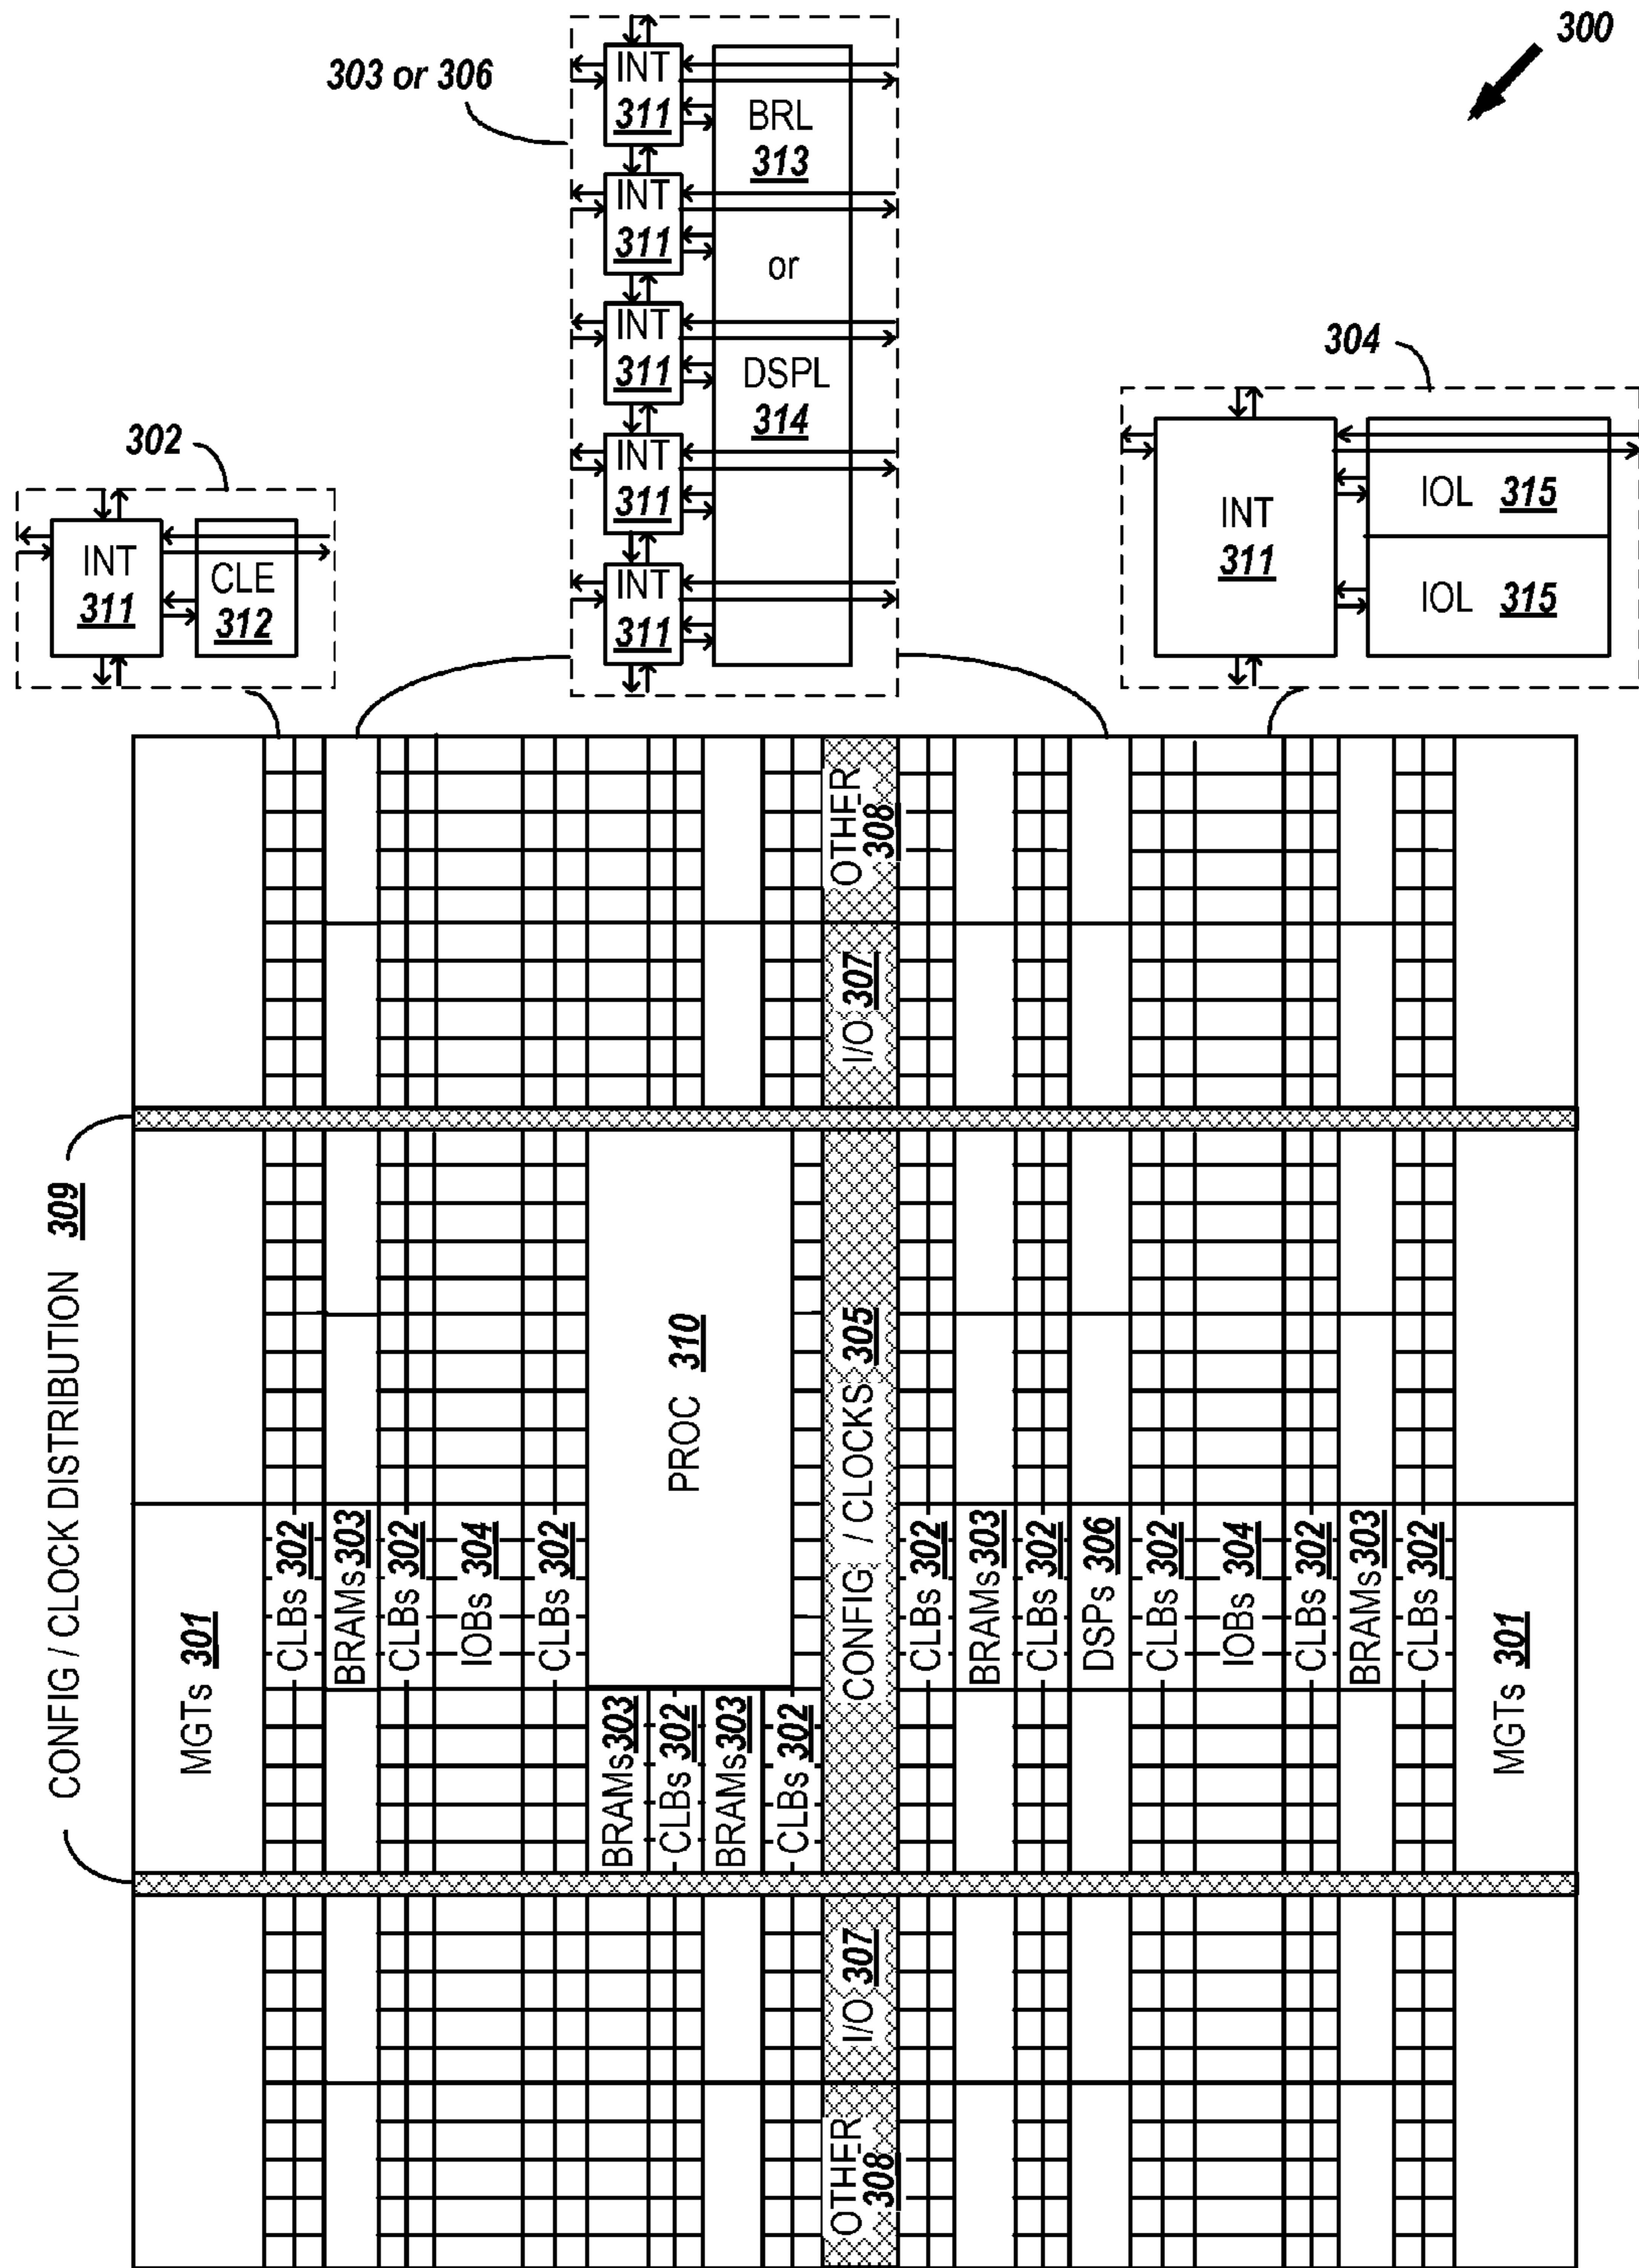 300
303 or 306
INT
311
INT
311
INT
311
INT
311
INT
311
BRL
313
or
DSPL
314
304
INT
311
IOL 315
IOL 315
302
INT
311
CLE
312
CONFIG / CLOCK DISTRIBUTION 309
MGTs 301
CLBs 302
BRAMs 303
CLBs 302
IOBs 304
CLBs 302
PROC 310
BRAMs 303
CLBs 302
BRAMs 303
CLBs 302
OTHER
308
I/O 307
CONFIG / CLOCKS 305
I/O 307
OTHER
308
CLBs 302
BRAMs 303
CLBs 302
DSPs 306
CLBs 302
IOBs 304
CLBs 302
BRAMs 303
CLBs 302
MGTs 301